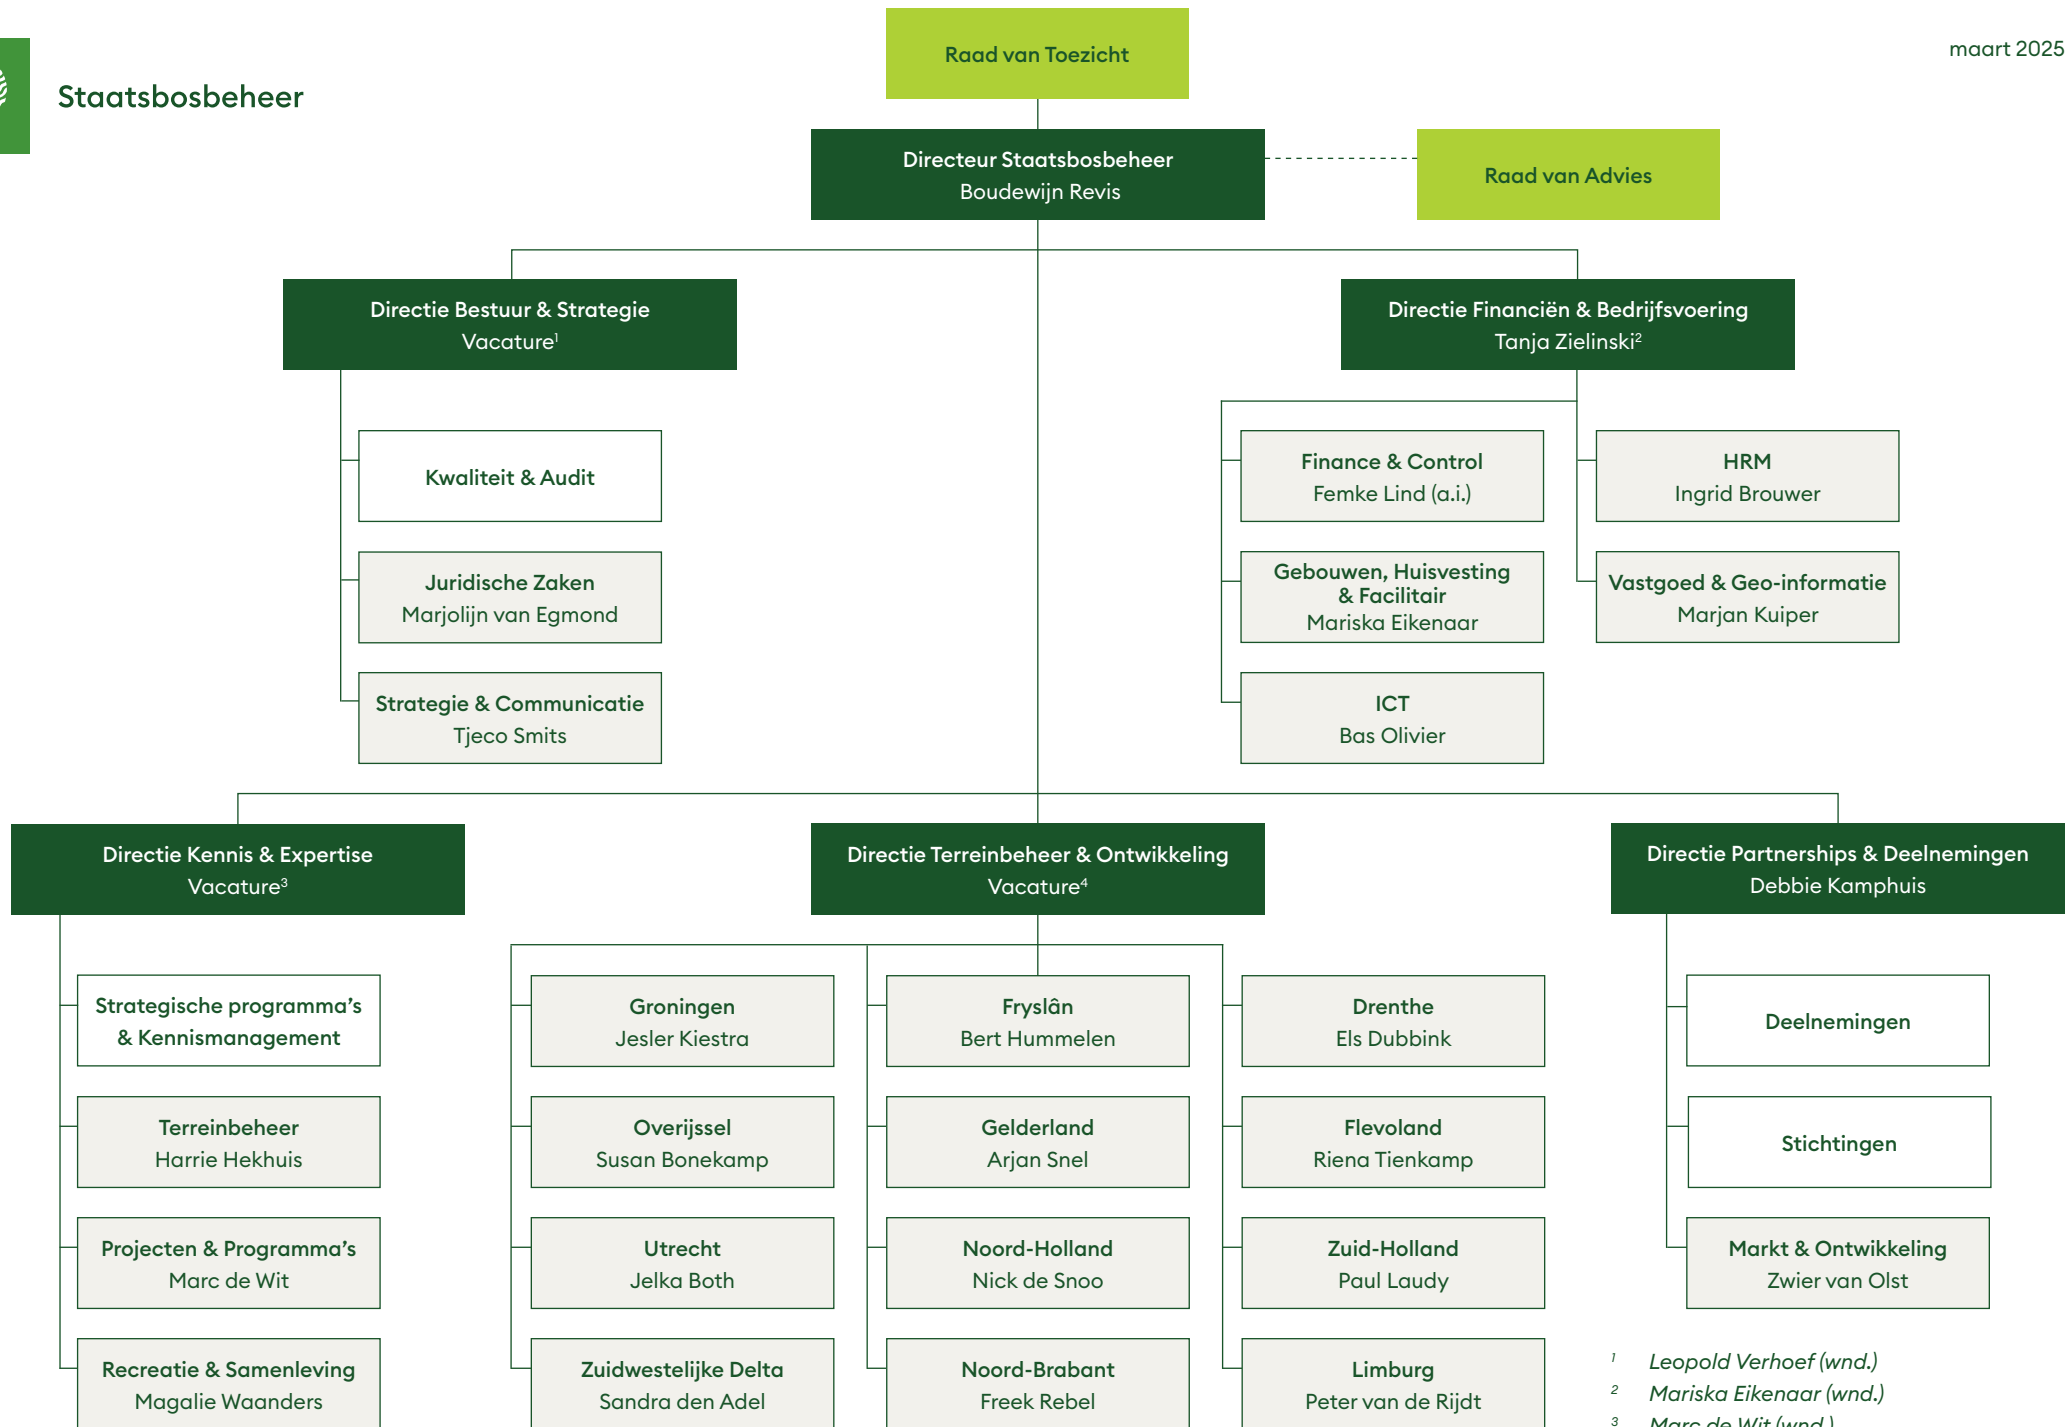 maart 2025
Staatsbosbeheer
Raad van Toezicht
Directeur Staatsbosbeheer
Boudewijn Revis
Raad van Advies
Directie Bestuur & Strategie
Vacature¹
Directie Financiën & Bedrijfsvoering
Tanja Zielinski²
Kwaliteit & Audit
Juridische Zaken
Marjolijn van Egmond
Strategie & Communicatie
Tjeco Smits
Finance & Control
Femke Lind (a.i.)
Gebouwen, Huisvesting
& Facilitair
Mariska Eikenaar
ICT
Bas Olivier
HRM
Ingrid Brouwer
Vastgoed & Geo-informatie
Marjan Kuiper
Directie Kennis & Expertise
Vacature³
Directie Terreinbeheer & Ontwikkeling
Vacature⁴
Directie Partnerships & Deelnemingen
Debbie Kamphuis
Strategische programma’s
& Kennismanagement
Terreinbeheer
Harrie Hekhuis
Projecten & Programma’s
Marc de Wit
Recreatie & Samenleving
Magalie Waanders
Groningen
Jesler Kiestra
Overijssel
Susan Bonekamp
Utrecht
Jelka Both
Zuidwestelijke Delta
Sandra den Adel
Fryslân
Bert Hummelen
Gelderland
Arjan Snel
Noord-Holland
Nick de Snoo
Noord-Brabant
Freek Rebel
Drenthe
Els Dubbink
Flevoland
Riena Tienkamp
Zuid-Holland
Paul Laudy
Limburg
Peter van de Rijdt
Deelnemingen
Stichtingen
Markt & Ontwikkeling
Zwier van Olst
¹ Leopold Verhoef (wnd.)
² Mariska Eikenaar (wnd.)
³ Marc de Wit (wnd.)